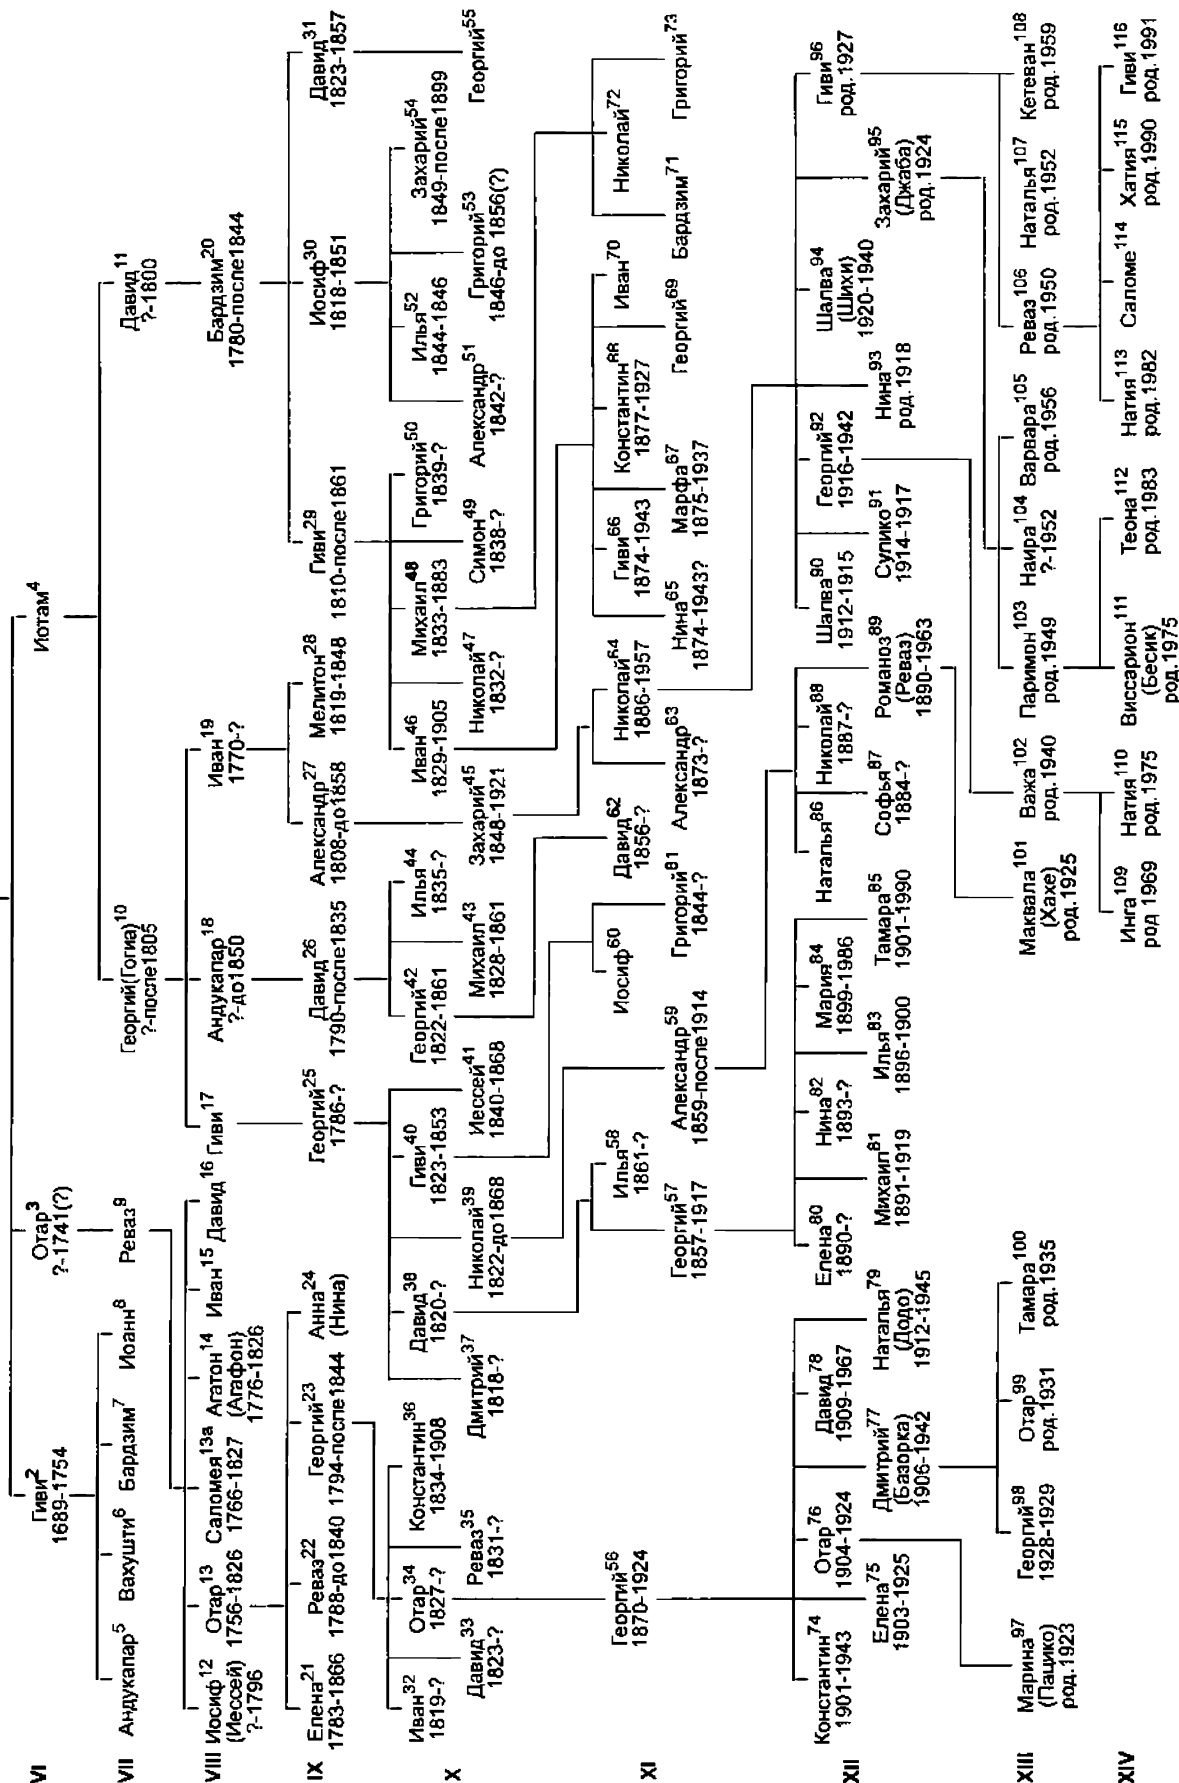 VI
Гиви2
1689-1754
Отар3
?-1741(?)
Иотам4
VII
Андукапар5
Вахушти6
Бардзим7
Иоанн8
Реваз9
Георгий(Гогиа)10
?-после1805
Давид11
?-1800
VIII
Иосиф12
(Иессей)
?-1796
Отар13
1756-1826
Саломея13а
1766-1827
Агатон14
(Агафон)
1776-1826
Иван15
Давид16
Гиви17
Андукапар18
?-до1850
Иван19
1770-?
Бардзим20
1780-после1844
IX
Елена21
1783-1866
Реваз22
1788-до1840
Георгий23
1794-после1844
Анна24
(Нина)
Георгий25
1786-?
Давид26
1790-после1835
Александр27
1808-до1858
Мелитон28
1819-1848
Гиви29
1810-после1861
Иосиф30
1818-1851
Давид31
1823-1857
X
Иван32
1819-?
Давид33
1823-?
Отар34
1827-?
Реваз35
1831-?
Константин36
1834-1908
Дмитрий37
1818-?
Давид38
1820-?
Николай39
1822-до1868
Гиви40
1823-1853
Иессей41
1840-1868
Георгий42
1822-1861
Михаил43
1828-1861
Илья44
1835-?
Захарий45
1848-1921
Иван46
1829-1905
Николай47
1832-?
Михаил48
1833-1883
Симон49
1838-?
Григорий50
1839-?
Александр51
1842-?
Илья52
1844-1846
Григорий53
1846-до 1856(?)
Захарий54
1849-после1899
Георгий55
XI
Георгий56
1870-1924
Георгий57
1857-1917
Илья58
1861-?
Александр59
1859-после1914
Иосиф60
Григорий81
1844-?
Давид62
1856-?
Александр63
1873-?
Николай64
1886-1957
Нина65
1874-1943?
Гиви66
1874-1943
Марфа67
1875-1937
Константин
1877-1927
Георгий69
Иван70
Бардзим71
Николай72
Григорий73
XII
Константин74
1901-1943
Елена75
1903-1925
Отар76
1904-1924
Дмитрий77
(Базорка)
1906-1942
Давид78
1909-1967
Наталья79
(Додо)
1912-1945
Елена80
1890-?
Михаил81
1891-1919
Нина82
1893-?
Илья83
1896-1900
Мария84
1899-1986
Тамара85
1901-1990
Наталья86
Софья87
1884-?
Николай88
1887-?
Романоз89
(Реваз)
1890-1963
Шалва90
1912-1915
Сулико91
1914-1917
Георгий92
1916-1942
Нина93
род.1918
Шалва94
(Шихи)
1920-1940
Захарий95
(Джаба)
род.1924
Гиви96
род.1927
XIII
Марина97
(Пацико)
род.1923
Георгий98
1928-1929
Отар99
род.1931
Тамара100
род.1935
Маквала101
(Хахе)
род.1925
Важа102
род.1940
Паримон103
род.1949
Наира104
?-1952
Варвара105
род.1956
Реваз106
род.1950
Наталья107
род.1952
Кетеван108
род.1959
XIV
Инга109
род 1969
Натия110
род.1975
Виссарион111
(Бесик)
род.1975
Теона112
род.1983
Натия113
род.1982
Саломе114
Хатия115
род.1990
Гиви116
род.1991